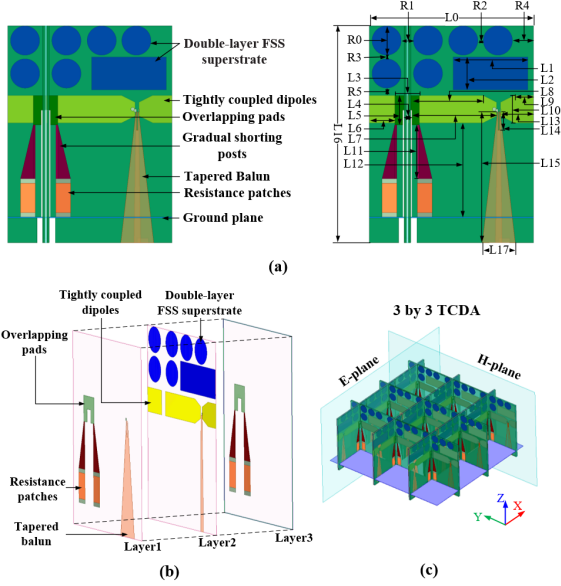 Double-layer FSS
superstrate
Tightly coupled dipoles
Overlapping pads
Gradual shorting
posts
Tapered Balun
Resistance patches
Ground plane
R1
L0
R2
R4
R0
R3
L3
R5
L4
L5
L6
L7
L11
L12
L16
L1
L2
L8
L9
L10
L13
L14
L15
L17
(a)
Tightly coupled
dipoles
Double-layer
FSS superstrate
Overlapping
pads
Resistance
patches
Tapered
balun
Layer1
Layer2
Layer3
(b)
3 by 3 TCDA
E-plane
H-plane
Z
Y
X
(c)